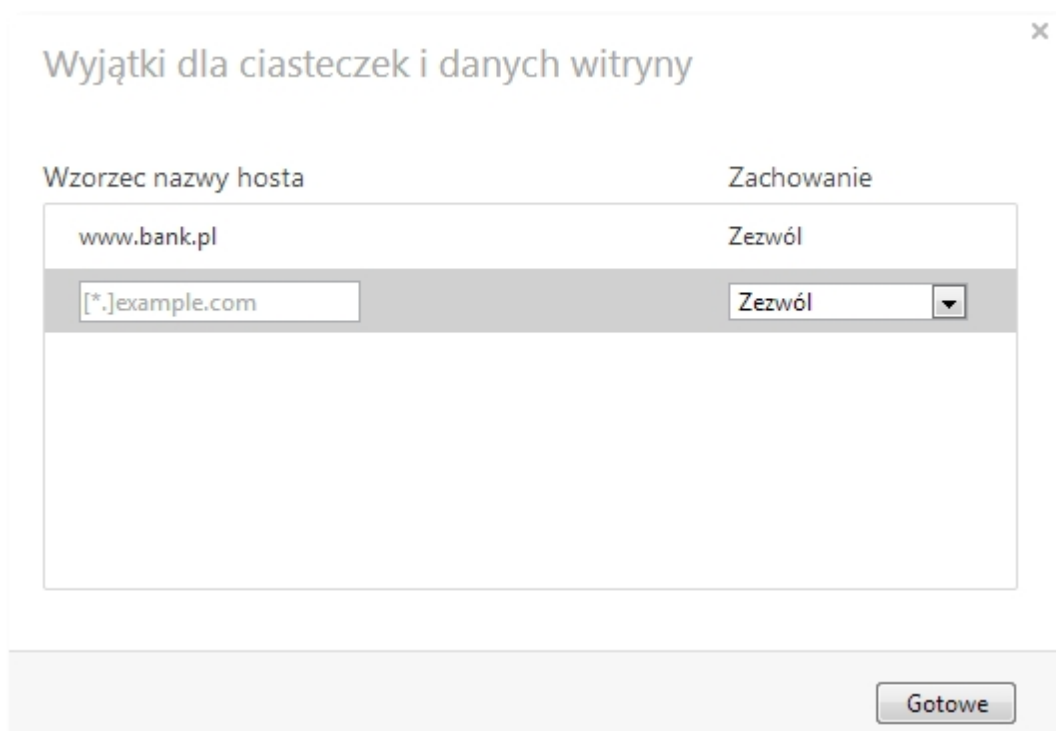 Wyjątki dla ciasteczek i danych witryny
Wzorzec nazwy hosta Zachowanie
www.bank.pl Zezwól
[*.]example.com Zezwól
Gotowe